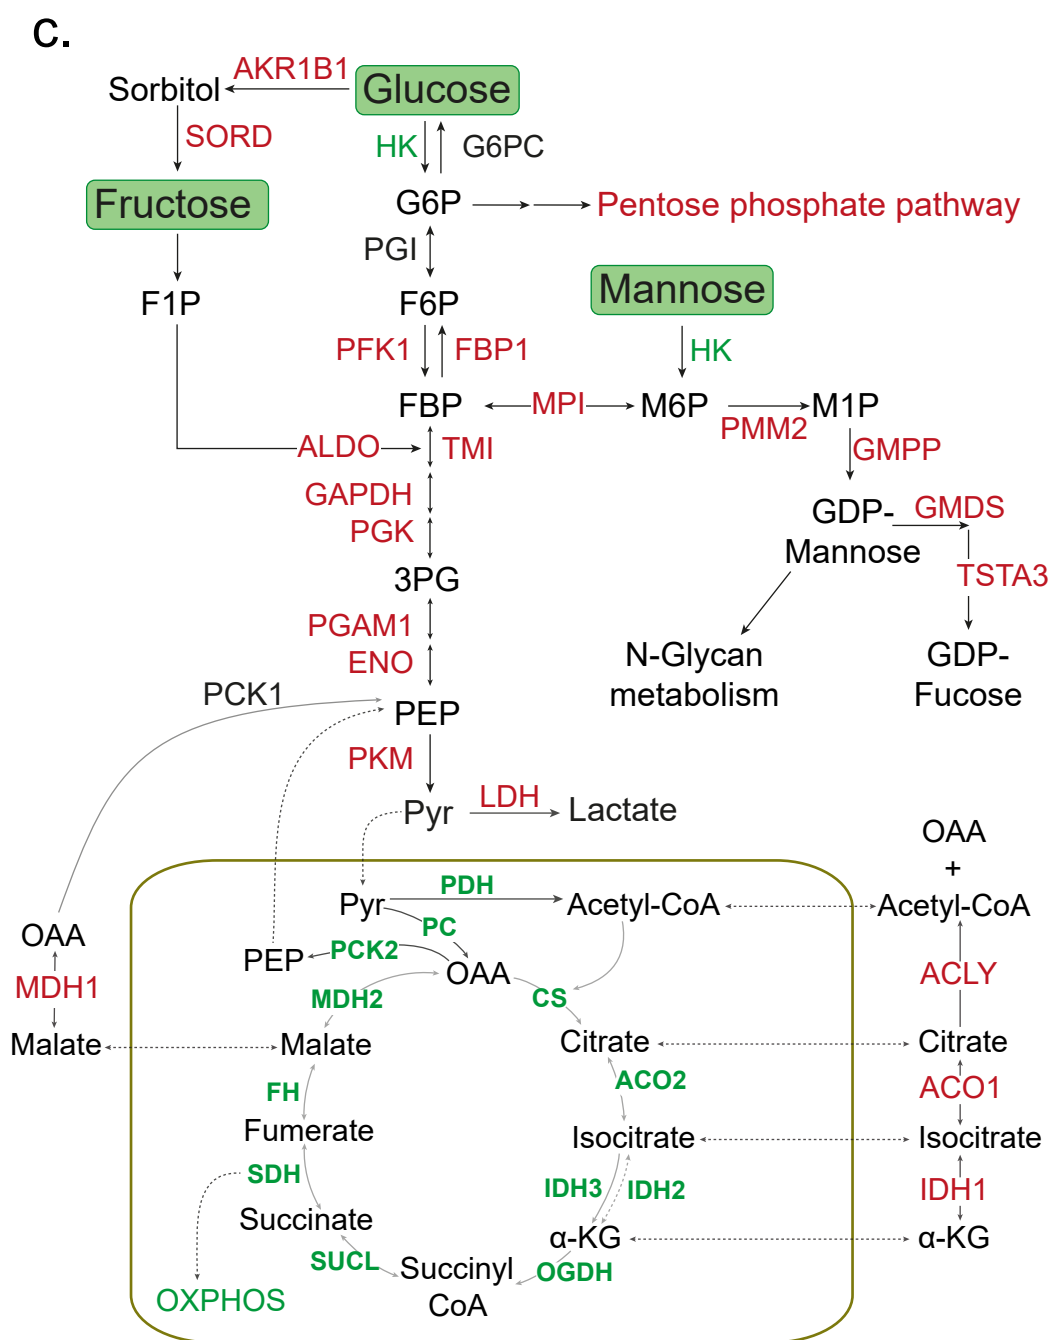 c.
AKR1B1
Sorbitol
Glucose
SORD
HK
G6PC
Fructose
G6P
Pentose phosphate pathway
PGI
Mannose
F1P
F6P
PFK1
FBP1
HK
FBP
MPI
M6P
M1P
PMM2
ALDO
TMI
GMPP
GAPDH
GDP-
Mannose
GMDS
PGK
TSTA3
3PG
PGAM1
ENO
N-Glycan
metabolism
GDP-
Fucose
PCK1
PEP
PKM
LDH
Pyr
Lactate
OAA
+
Acetyl-CoA
PDH
Pyr
Acetyl-CoA
PC
OAA
PCK2
PEP
OAA
MDH1
MDH2
CS
ACLY
Malate
Malate
Citrate
Citrate
FH
ACO2
ACO1
Fumerate
Isocitrate
Isocitrate
SDH
IDH3
IDH2
IDH1
Succinate
α-KG
α-KG
SUCL
Succinyl
CoA
OGDH
OXPHOS